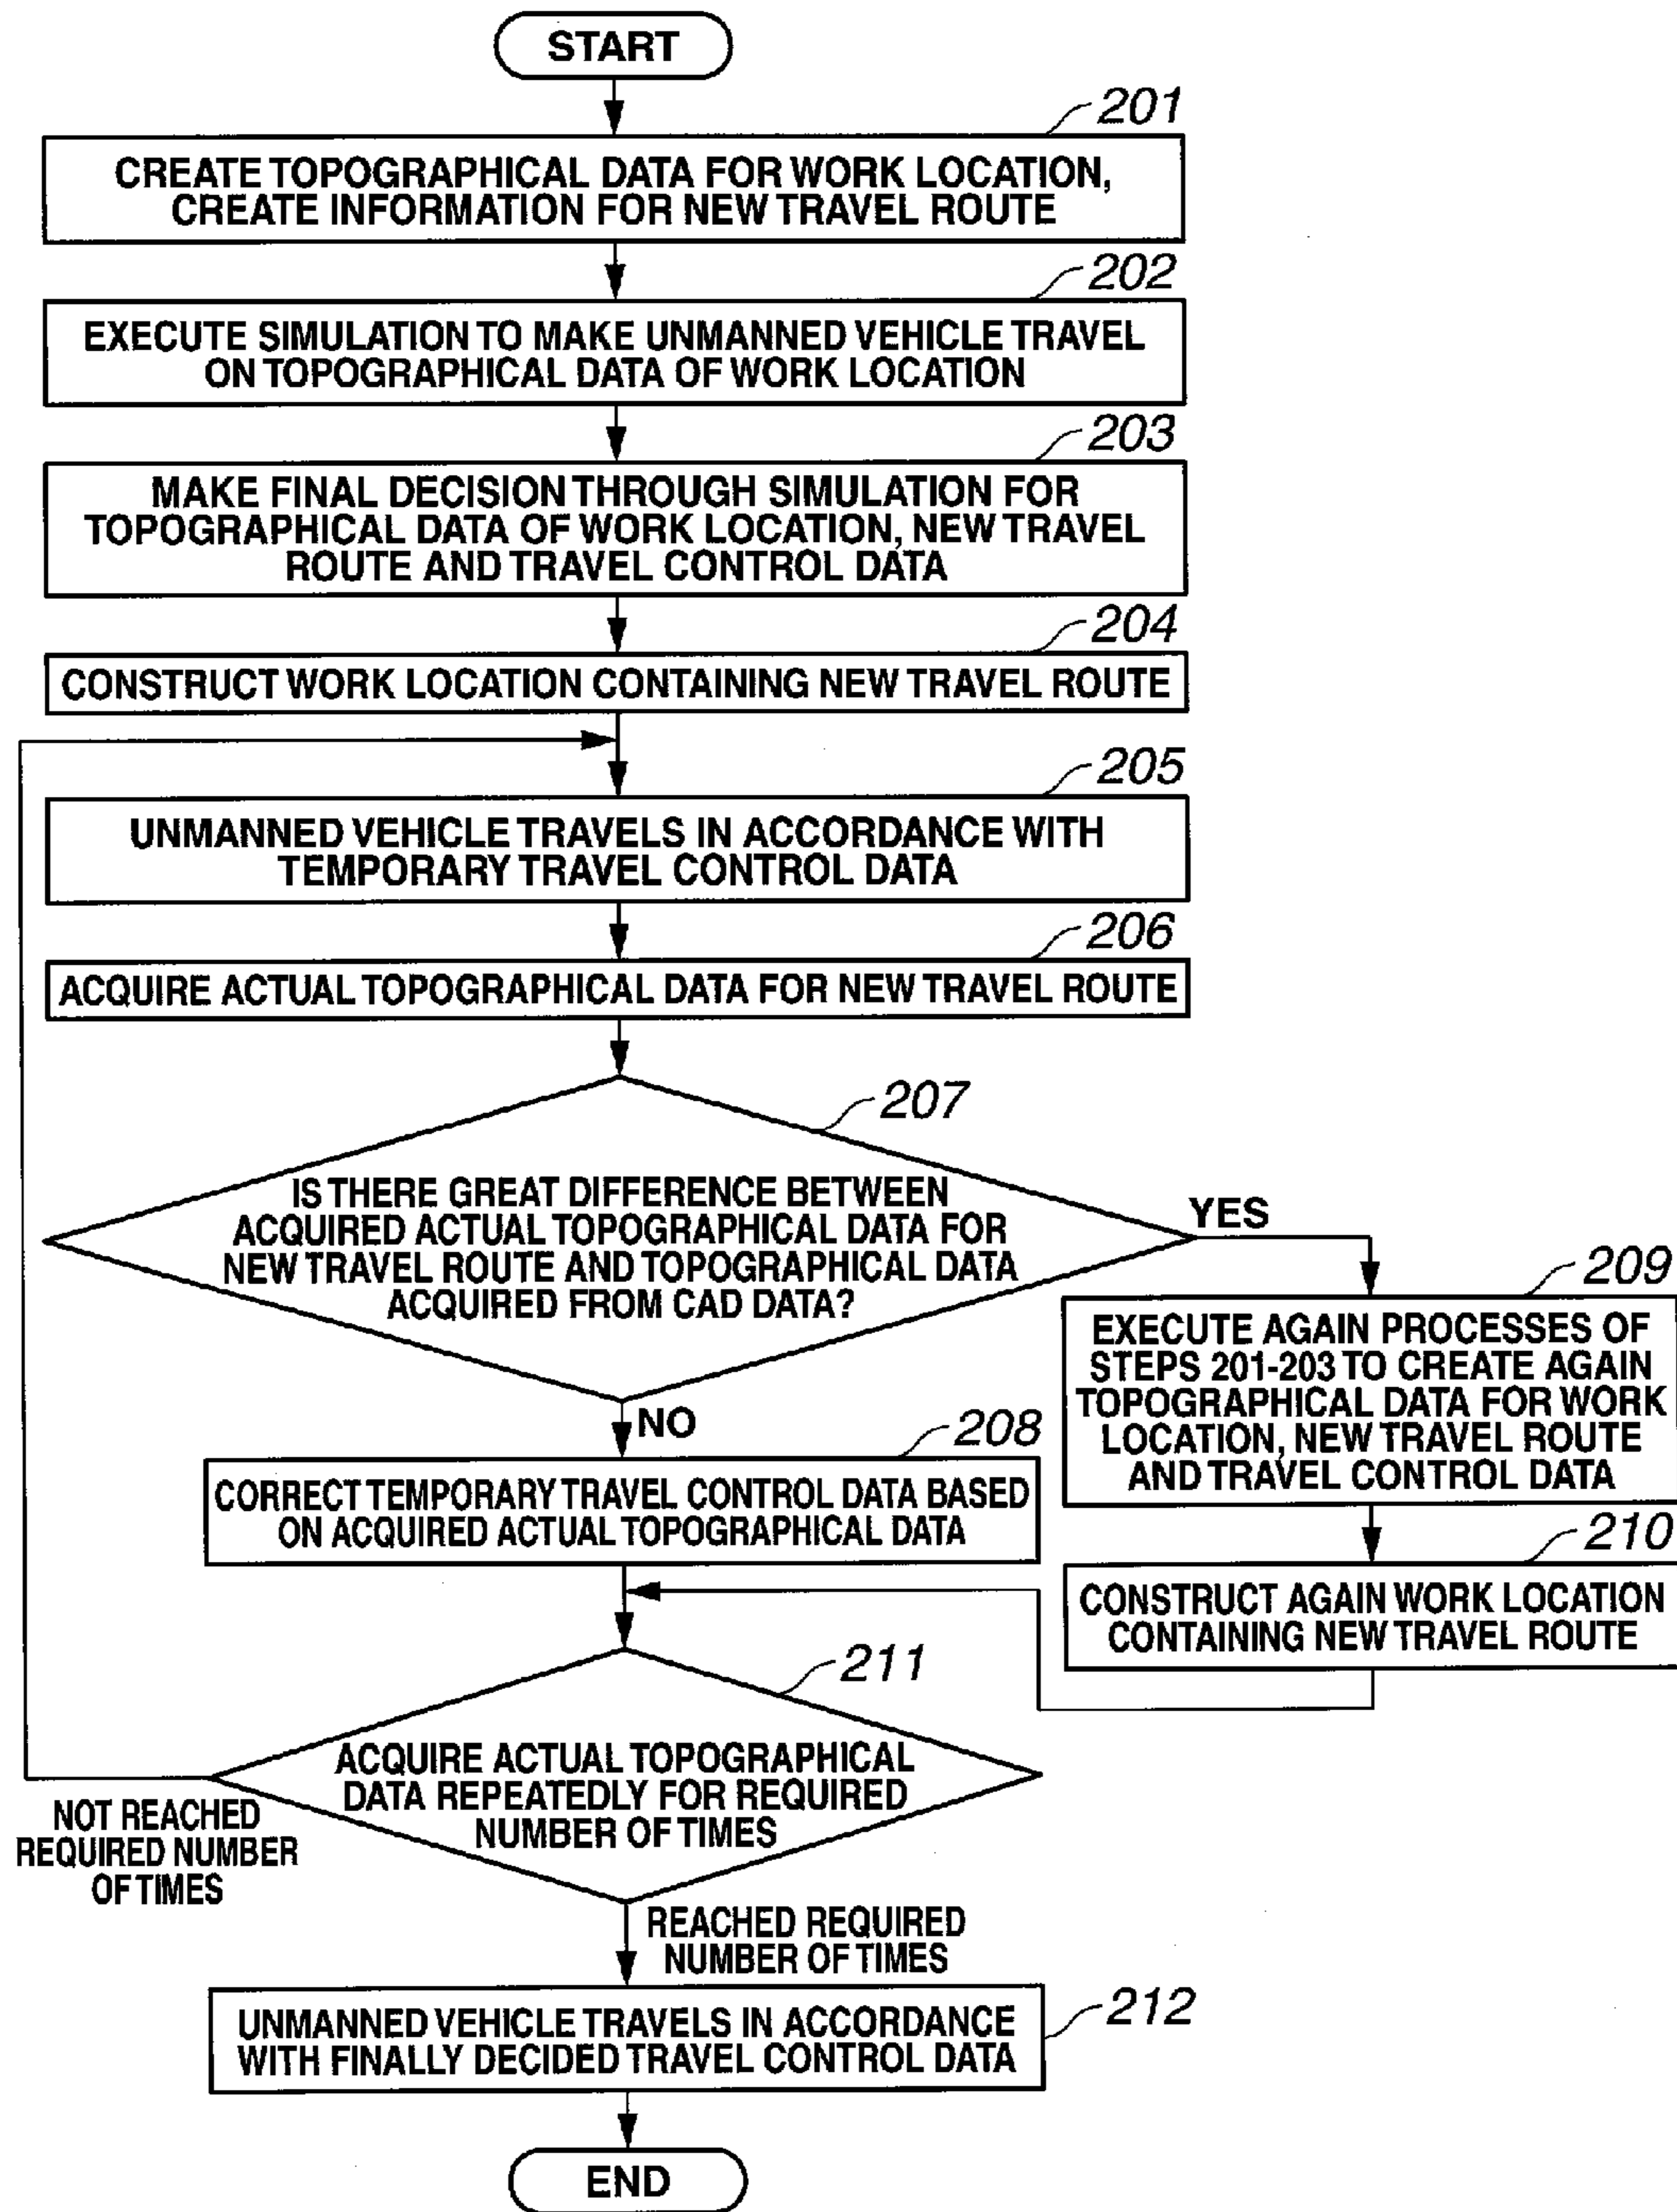 START
201
CREATE TOPOGRAPHICAL DATA FOR WORK LOCATION,
CREATE INFORMATION FOR NEW TRAVEL ROUTE
202
EXECUTE SIMULATION TO MAKE UNMANNED VEHICLE TRAVEL
ON TOPOGRAPHICAL DATA OF WORK LOCATION
203
MAKE FINAL DECISION THROUGH SIMULATION FOR
TOPOGRAPHICAL DATA OF WORK LOCATION, NEW TRAVEL
ROUTE AND TRAVEL CONTROL DATA
204
CONSTRUCT WORK LOCATION CONTAINING NEW TRAVEL ROUTE
205
UNMANNED VEHICLE TRAVELS IN ACCORDANCE WITH
TEMPORARY TRAVEL CONTROL DATA
206
ACQUIRE ACTUAL TOPOGRAPHICAL DATA FOR NEW TRAVEL ROUTE
207
IS THERE GREAT DIFFERENCE BETWEEN
ACQUIRED ACTUAL TOPOGRAPHICAL DATA FOR
NEW TRAVEL ROUTE AND TOPOGRAPHICAL DATA
ACQUIRED FROM CAD DATA?
YES
209
EXECUTE AGAIN PROCESSES OF
STEPS 201-203 TO CREATE AGAIN
TOPOGRAPHICAL DATA FOR WORK
LOCATION, NEW TRAVEL ROUTE
AND TRAVEL CONTROL DATA
NO
208
CORRECT TEMPORARY TRAVEL CONTROL DATA BASED
ON ACQUIRED ACTUAL TOPOGRAPHICAL DATA
210
CONSTRUCT AGAIN WORK LOCATION
CONTAINING NEW TRAVEL ROUTE
211
ACQUIRE ACTUAL TOPOGRAPHICAL
DATA REPEATEDLY FOR REQUIRED
NUMBER OF TIMES
NOT REACHED
REQUIRED NUMBER
OF TIMES
REACHED REQUIRED
NUMBER OF TIMES
212
UNMANNED VEHICLE TRAVELS IN ACCORDANCE
WITH FINALLY DECIDED TRAVEL CONTROL DATA
END